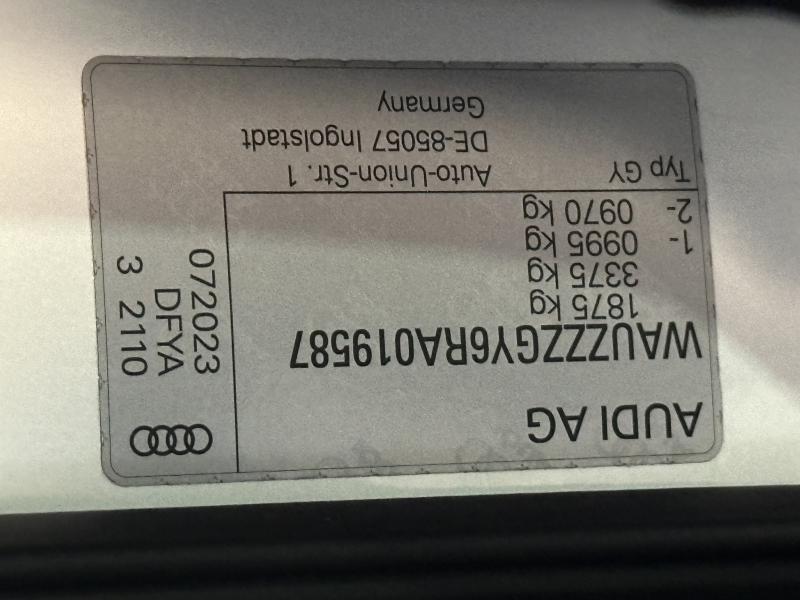 AUDI AG
WAUZZZGY6RA019587
1875 kg
3375 kg
1- 0995 kg
2- 0970 kg
Typ GY
Auto-Union-Str. 1
DE-85057 Ingolstadt
Germany
072023
DFYA
3 2110